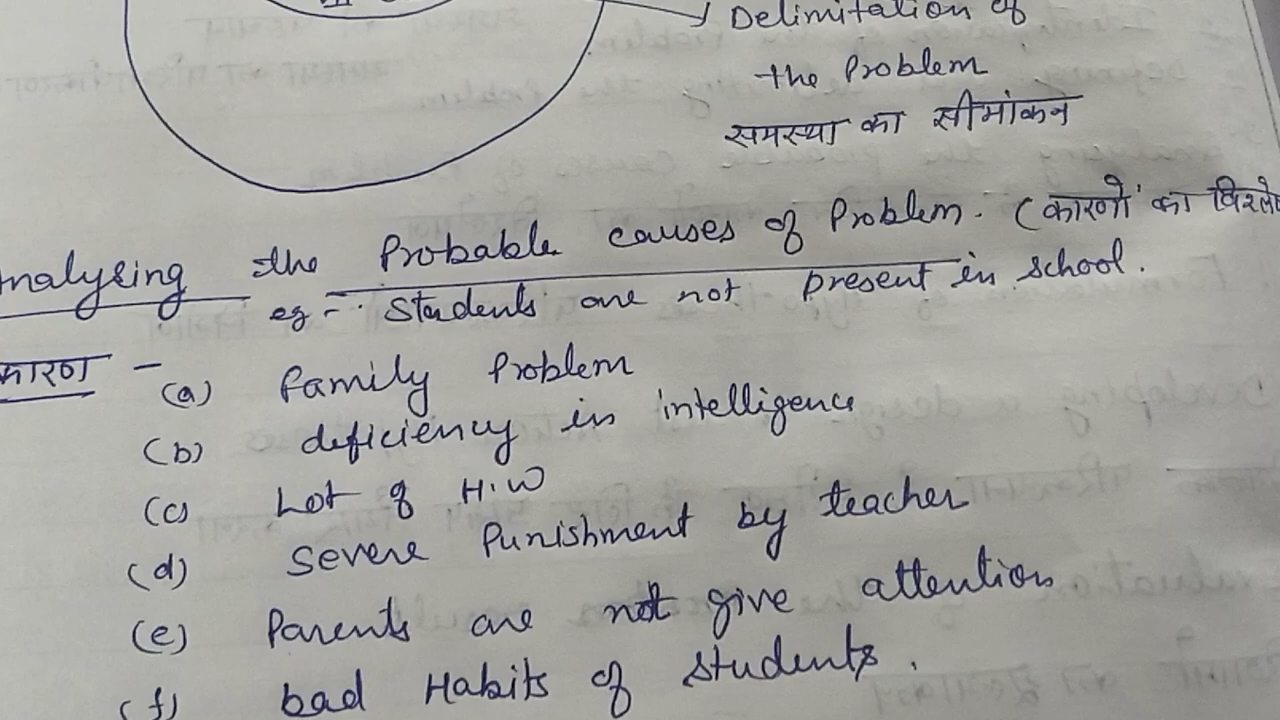 Delimitation of
the Problem
समस्या का सीमांकन
Analysing the Probable causes of Problem. (कारणों का
eg - Students are not present in school.
कारण -
(a) Family Problem
(b) deficiency in intelligence
(c) Lot of H.W
(d) Severe Punishment by teacher
(e) Parents are not give attention
(f) bad Habits of students.